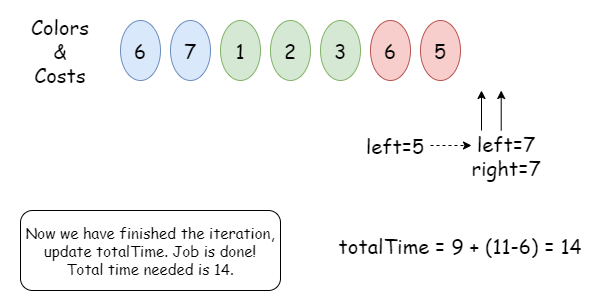 Colors
&
Costs
6 7 1 2 3 6 5
left=5 left=7
right=7
Now we have finished the iteration,
update totalTime. Job is done!
Total time needed is 14.
totalTime = 9 + (11-6) = 14